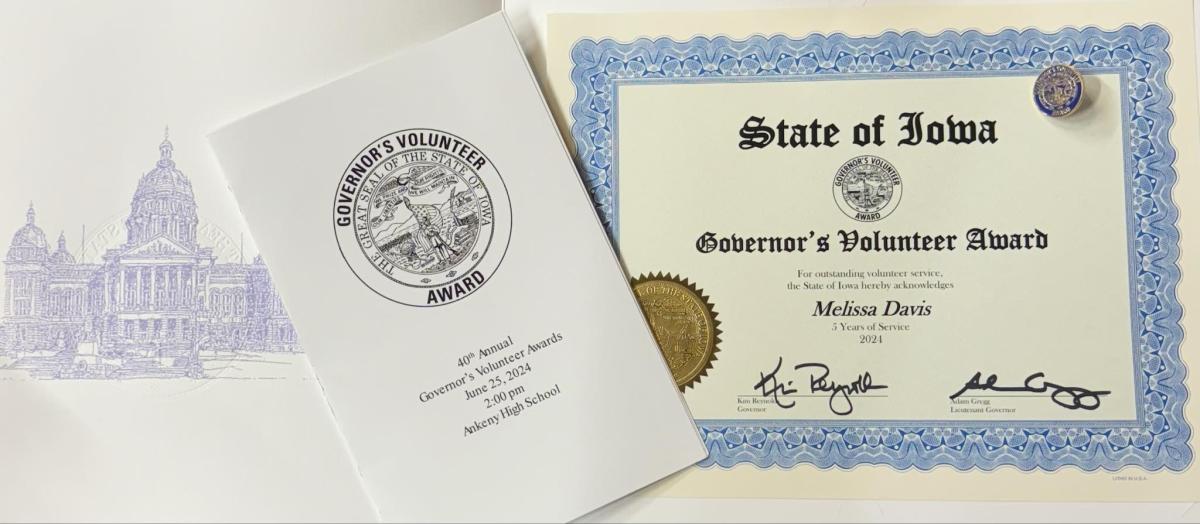 GOVERNOR'S VOLUNTEER
AWARD
THE GREAT SEAL OF THE STATE OF IOWA
40th Annual
Governor's Volunteer Awards
June 25, 2024
2:00 pm
Ankeny High School
State of Iowa
GOVERNOR'S VOLUNTEER
AWARD
Governor's Volunteer Award
For outstanding volunteer service,
the State of Iowa hereby acknowledges
Melissa Davis
5 Years of Service
2024
Kim Reynolds
Kim Reynolds
Governor
Adam Gregg
Lieutenant Governor